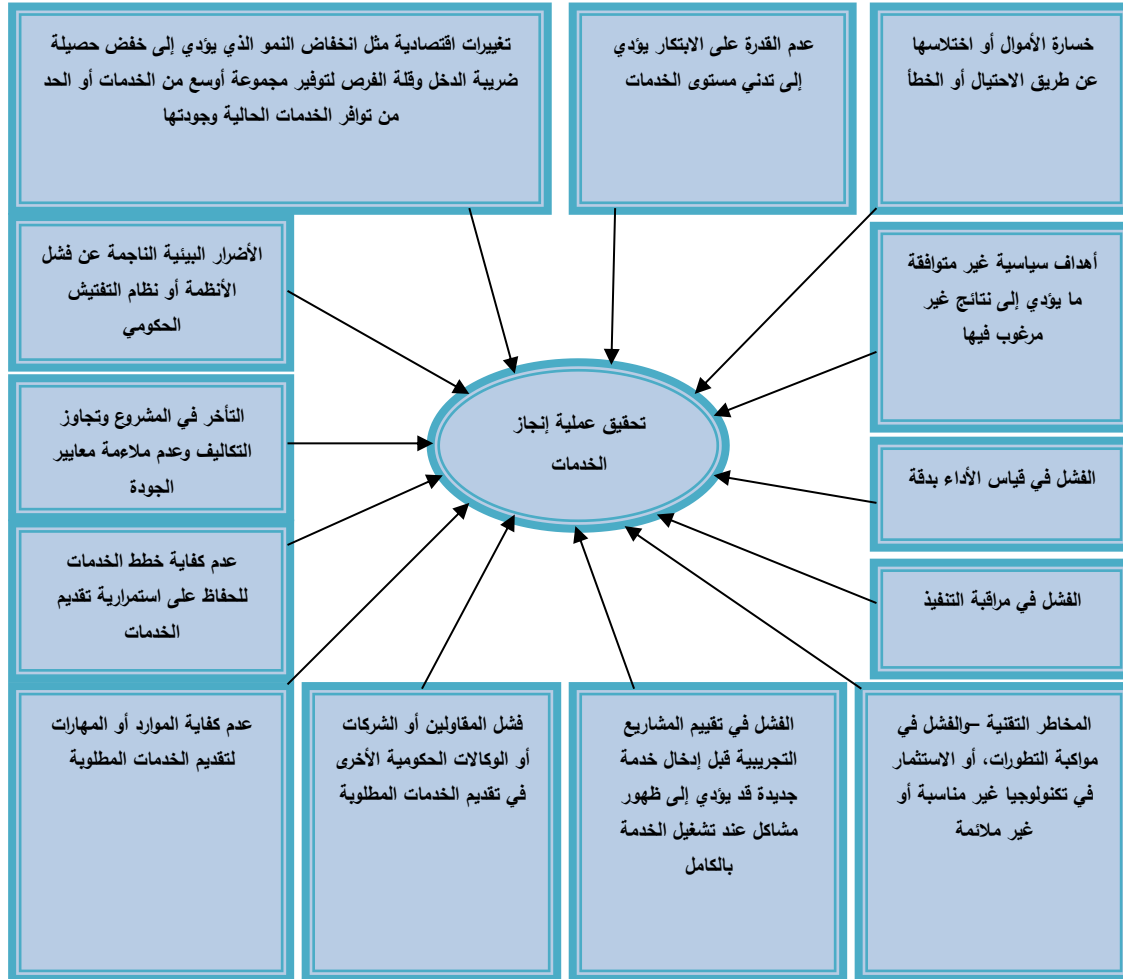 خسارة الأموال أو اختلاسها
عن طريق الاحتيال أو الخطأ
عدم القدرة على الابتكار يؤدي
إلى تدني مستوى الخدمات
تغييرات اقتصادية مثل انخفاض النمو الذي يؤدي إلى خفض حصيلة
ضريبة الدخل وقلة الفرص لتوفير مجموعة أوسع من الخدمات أو الحد
من توافر الخدمات الحالية وجودتها
أهداف سياسية غير متوافقة
ما يؤدي إلى نتائج غير
مرغوب فيها
الأضرار البيئية الناجمة عن فشل
الأنظمة أو نظام التفتيش
الحكومي
تحقيق عملية إنجاز
الخدمات
التأخر في المشروع وتجاوز
التكاليف وعدم ملاءمة معايير
الجودة
الفشل في قياس الأداء بدقة
عدم كفاية خطط الخدمات
للحفاظ على استمرارية تقديم
الخدمات
الفشل في مراقبة التنفيذ
المخاطر التقنية –والفشل في
مواكبة التطورات، أو الاستثمار
في تكنولوجيا غير مناسبة أو
غير ملائمة
الفشل في تقييم المشاريع
التجريبية قبل إدخال خدمة
جديدة قد يؤدي إلى ظهور
مشاكل عند تشغيل الخدمة
بالكامل
فشل المقاولين أو الشركات
أو الوكالات الحكومية الأخرى
في تقديم الخدمات المطلوبة
عدم كفاية الموارد أو المهارات
لتقديم الخدمات المطلوبة